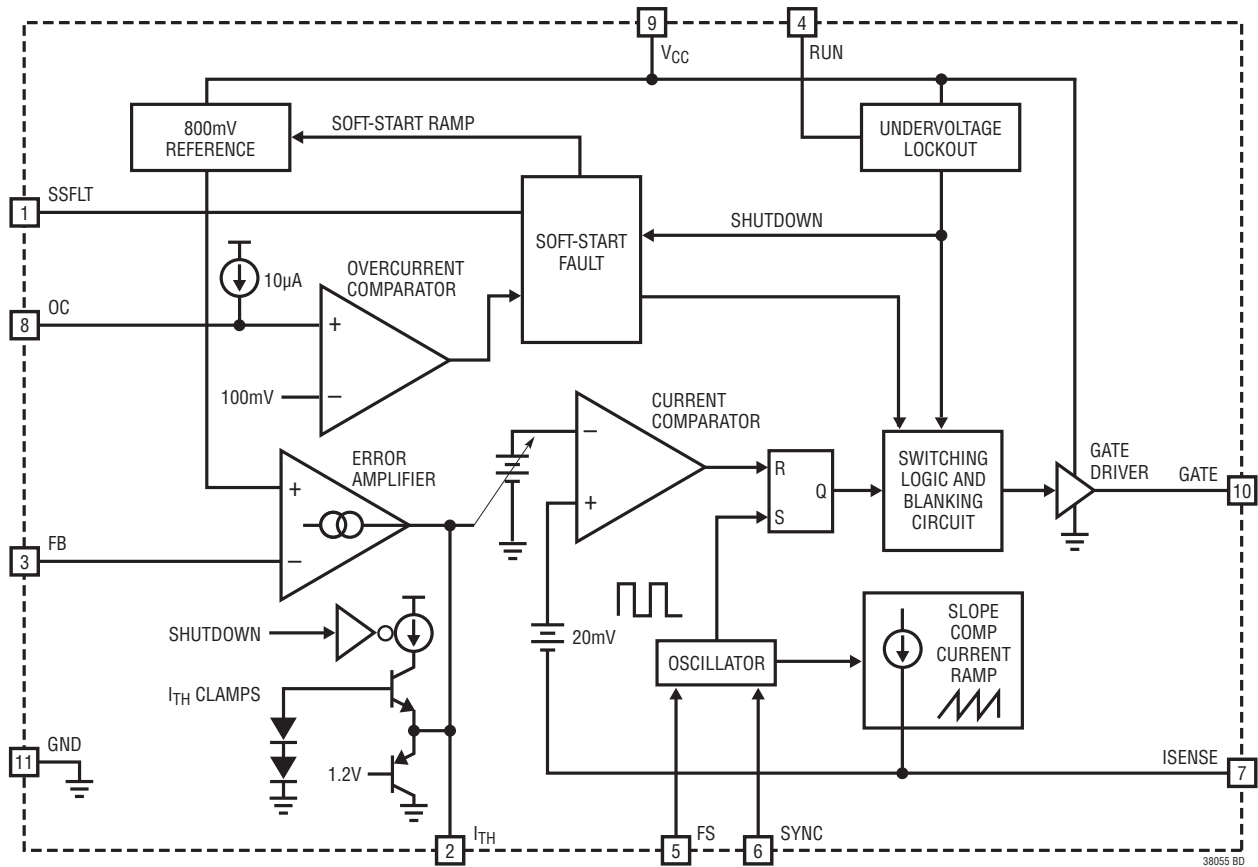 9
4
VCC
RUN
800mV
REFERENCE
SOFT-START RAMP
UNDERVOLTAGE
LOCKOUT
SSFLT
1
SHUTDOWN
SOFT-START
FAULT
10µA
OVERCURRENT
COMPARATOR
OC
8
+
100mV
–
CURRENT
COMPARATOR
ERROR
AMPLIFIER
–
+
+
–
R
Q
S
SWITCHING
LOGIC AND
BLANKING
CIRCUIT
GATE
DRIVER
GATE
10
FB
3
SHUTDOWN
20mV
OSCILLATOR
SLOPE
COMP
CURRENT
RAMP
ITH CLAMPS
GND
11
1.2V
ISENSE
7
ITH
2
FS
5
SYNC
6
38055 BD